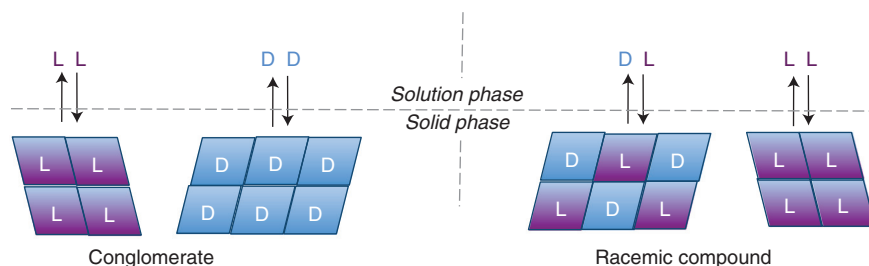 L L D D D L L L
Solution phase
Solid phase
L L D D D D L D L L
L L D D D L D L L L
Conglomerate Racemic compound